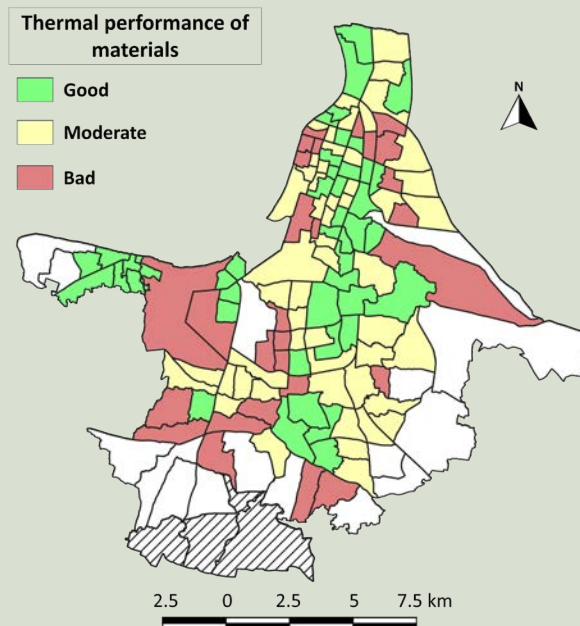 Thermal performance of
materials
Good
Moderate
Bad
N
2.5 0 2.5 5 7.5 km